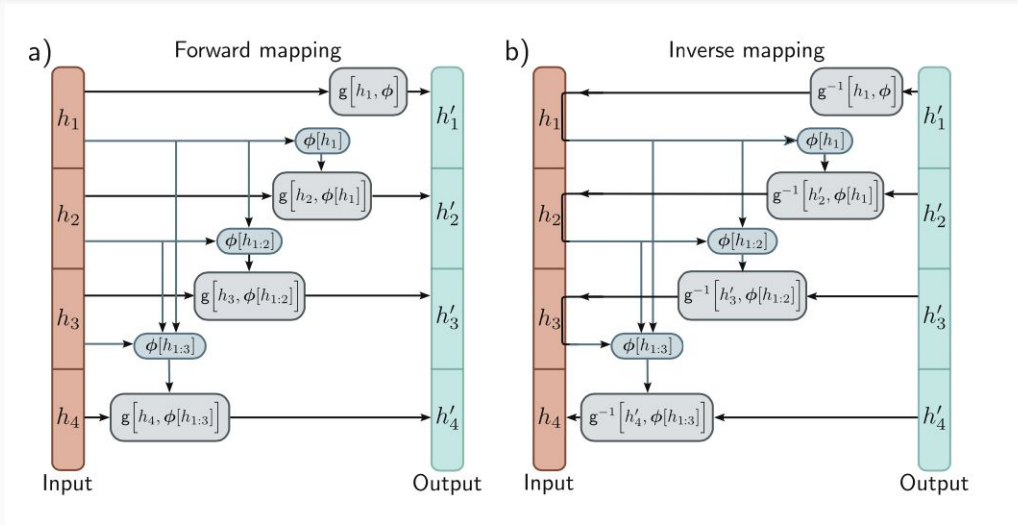 a)
Forward mapping
h₁
h₂
h₃
h₄
g[h₁, ϕ]
ϕ[h₁]
g[h₂, ϕ[h₁]]
ϕ[h₁:₂]
g[h₃, ϕ[h₁:₂]]
ϕ[h₁:₃]
g[h₄, ϕ[h₁:₃]]
h′₁
h′₂
h′₃
h′₄
Input
Output
b)
Inverse mapping
h₁
h₂
h₃
h₄
g⁻¹[h₁, ϕ]
ϕ[h₁]
g⁻¹[h′₂, ϕ[h₁]]
ϕ[h₁:₂]
g⁻¹[h′₃, ϕ[h₁:₂]]
ϕ[h₁:₃]
g⁻¹[h′₄, ϕ[h₁:₃]]
h′₁
h′₂
h′₃
h′₄
Input
Output